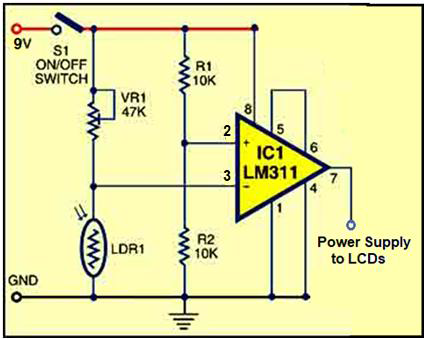 9V
S1
ON/OFF
SWITCH
VR1
47K
R1
10K
8
5
2
+
IC1
LM311
6
7
3
−
4
1
LDR1
R2
10K
Power Supply
to LCDs
GND